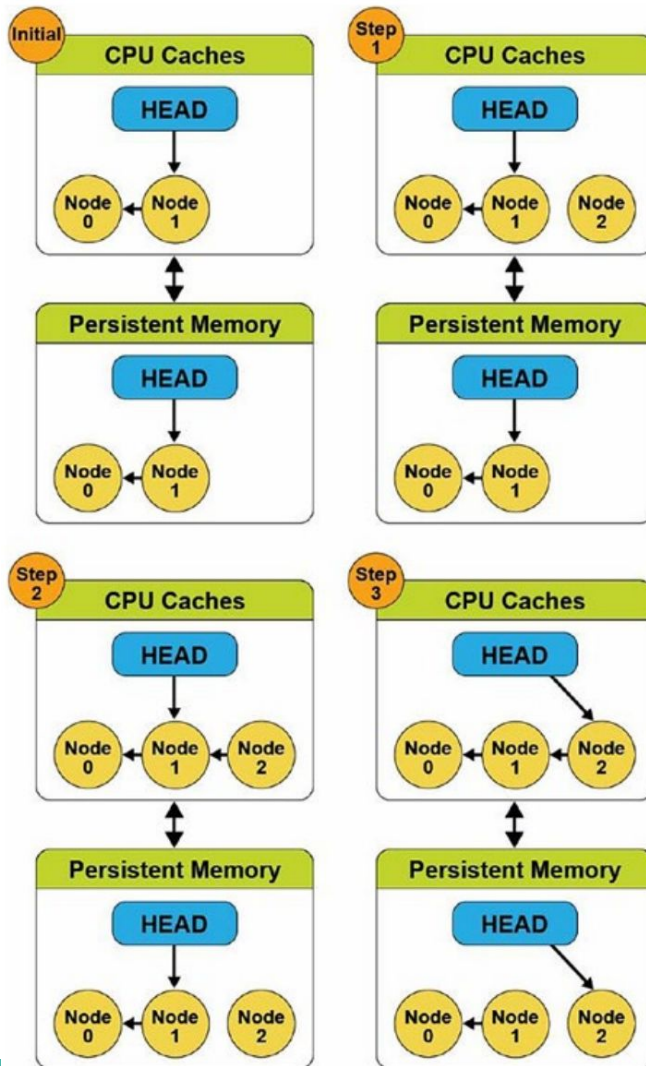 Initial
CPU Caches
HEAD
Node
0
Node
1
Persistent Memory
HEAD
Node
0
Node
1
Step
1
CPU Caches
HEAD
Node
0
Node
1
Node
2
Persistent Memory
HEAD
Node
0
Node
1
Step
2
CPU Caches
HEAD
Node
0
Node
1
Node
2
Persistent Memory
HEAD
Node
0
Node
1
Node
2
Step
3
CPU Caches
HEAD
Node
0
Node
1
Node
2
Persistent Memory
HEAD
Node
0
Node
1
Node
2